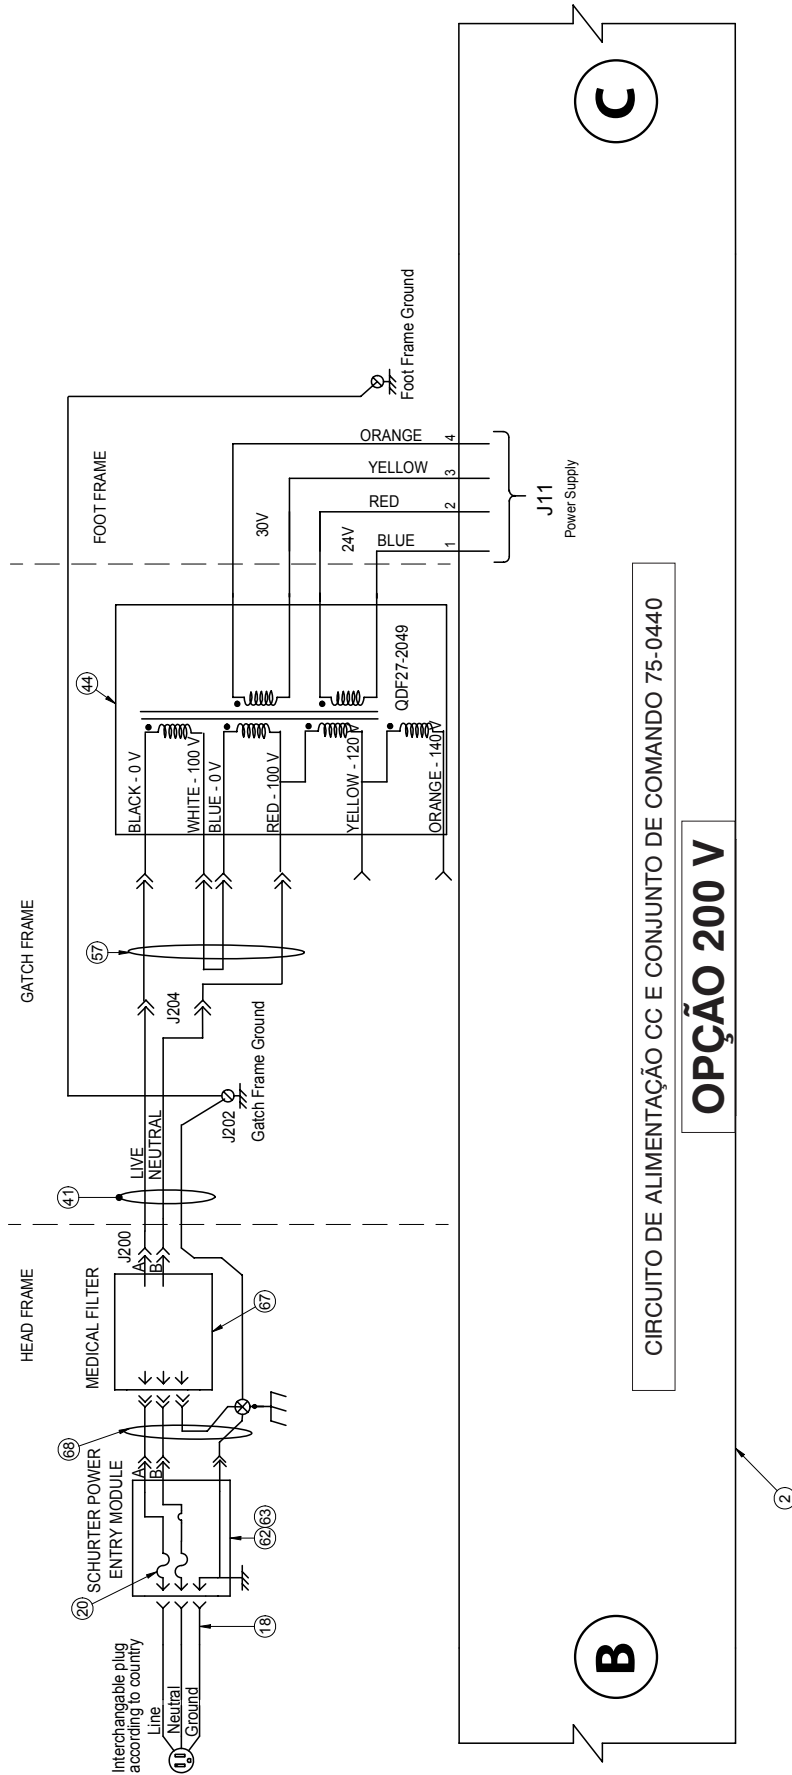 HEAD FRAME
GATCH FRAME
FOOT FRAME
Interchangable plug
according to country
Line
Neutral
Ground
18
20
SCHURTER POWER
ENTRY MODULE
A
B
62
63
68
MEDICAL FILTER
67
J200
A
B
41
LIVE
NEUTRAL
J202
Gatch Frame Ground
J204
57
44
BLACK - 0 V
WHITE - 100 V
BLUE - 0 V
RED - 100 V
YELLOW - 120 V
ORANGE - 140 V
QDF27-2049
30V
24V
ORANGE
YELLOW
RED
BLUE
4
3
2
1
Foot Frame Ground
J11
Power Supply
B
C
CIRCUITO DE ALIMENTAÇÃO CC E CONJUNTO DE COMANDO 75-0440
OPÇÃO 200 V
2